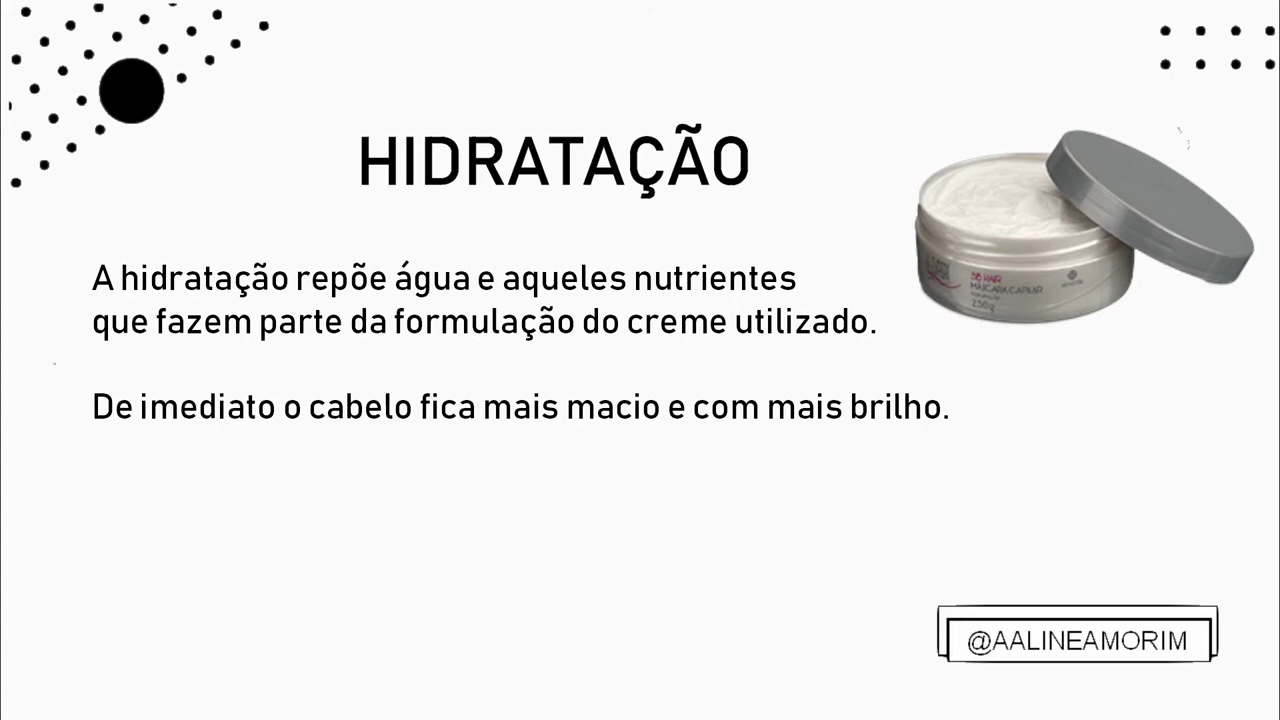 HIDRATAÇÃO
A hidratação repõe água e aqueles nutrientes
que fazem parte da formulação do creme utilizado.
De imediato o cabelo fica mais macio e com mais brilho.
HAIR
MÁSCARA CAPILAR
250g
@AALINEAMORIM